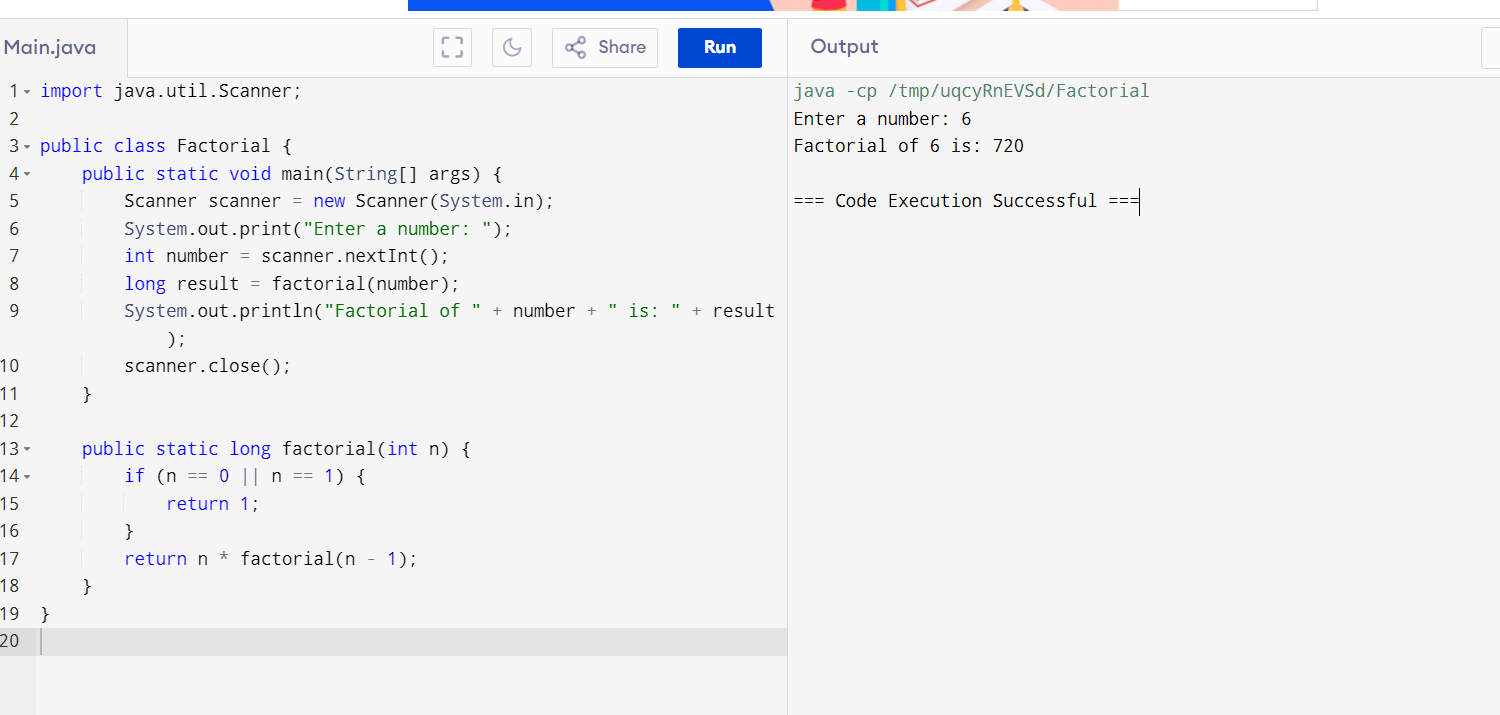 Main.java
Share
Run
Output
1 import java.util.Scanner;
2
3 public class Factorial {
4     public static void main(String[] args) {
5         Scanner scanner = new Scanner(System.in);
6         System.out.print("Enter a number: ");
7         int number = scanner.nextInt();
8         long result = factorial(number);
9         System.out.println("Factorial of " + number + " is: " + result
            );
10         scanner.close();
11     }
12
13     public static long factorial(int n) {
14         if (n == 0 || n == 1) {
15             return 1;
16         }
17         return n * factorial(n - 1);
18     }
19 }
20
java -cp /tmp/uqcyRnEVSd/Factorial
Enter a number: 6
Factorial of 6 is: 720
=== Code Execution Successful ===